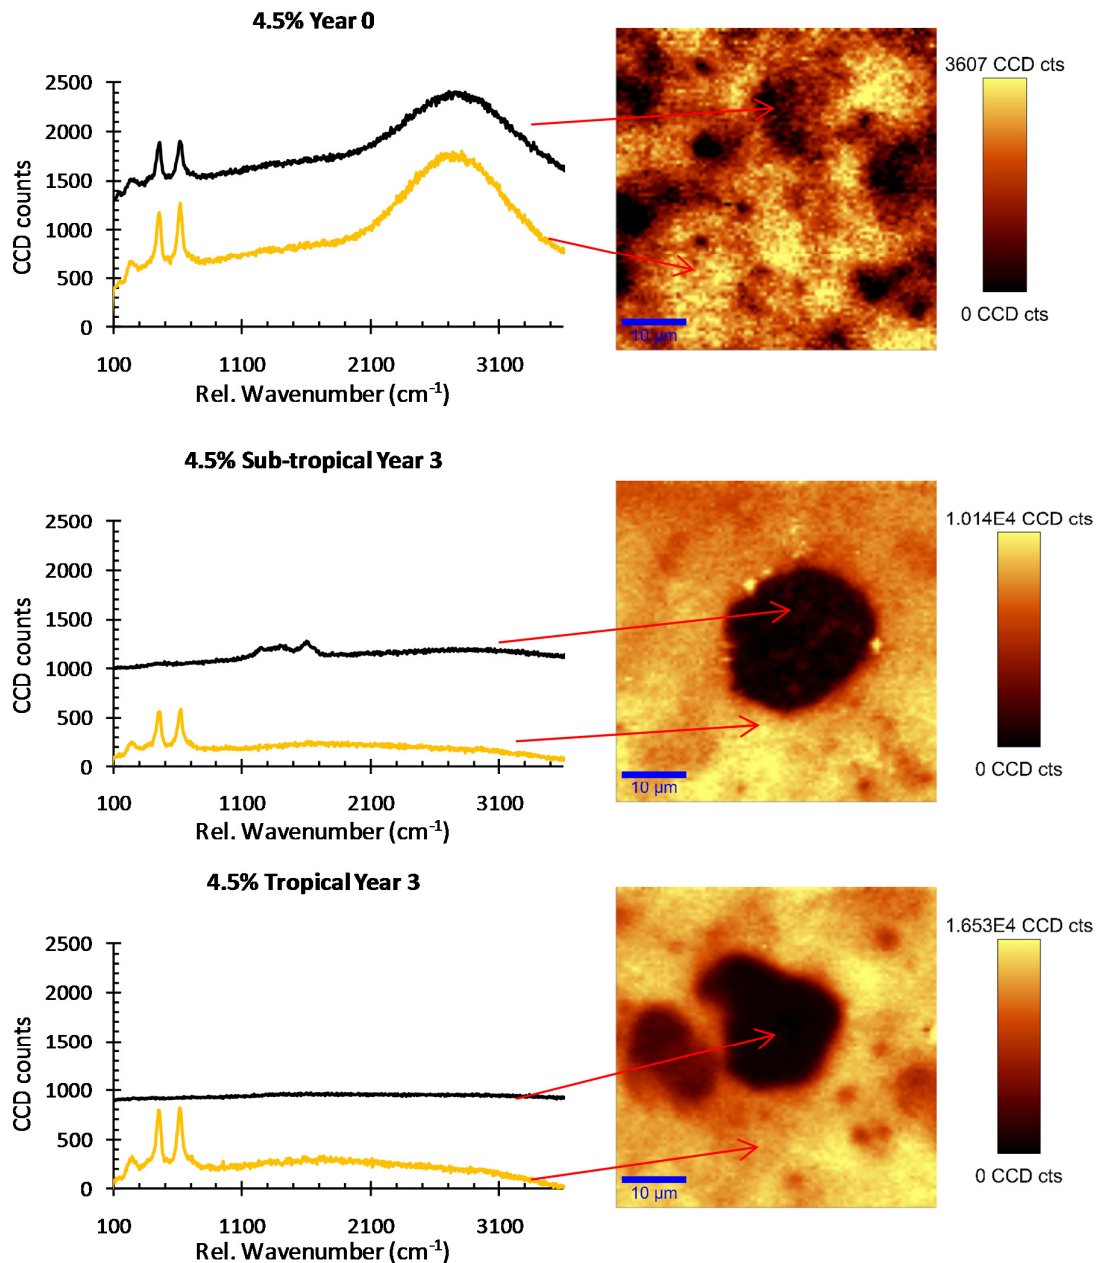 4.5% Year 0
2500
2000
1500
1000
500
0
CCD counts
100 1100 2100 3100
Rel. Wavenumber (cm⁻¹)
3607 CCD cts
0 CCD cts
10 µm
4.5% Sub-tropical Year 3
2500
2000
1500
1000
500
0
CCD counts
100 1100 2100 3100
Rel. Wavenumber (cm⁻¹)
1.014E4 CCD cts
0 CCD cts
10 µm
4.5% Tropical Year 3
2500
2000
1500
1000
500
0
CCD counts
100 1100 2100 3100
Rel. Wavenumber (cm⁻¹)
1.653E4 CCD cts
0 CCD cts
10 µm